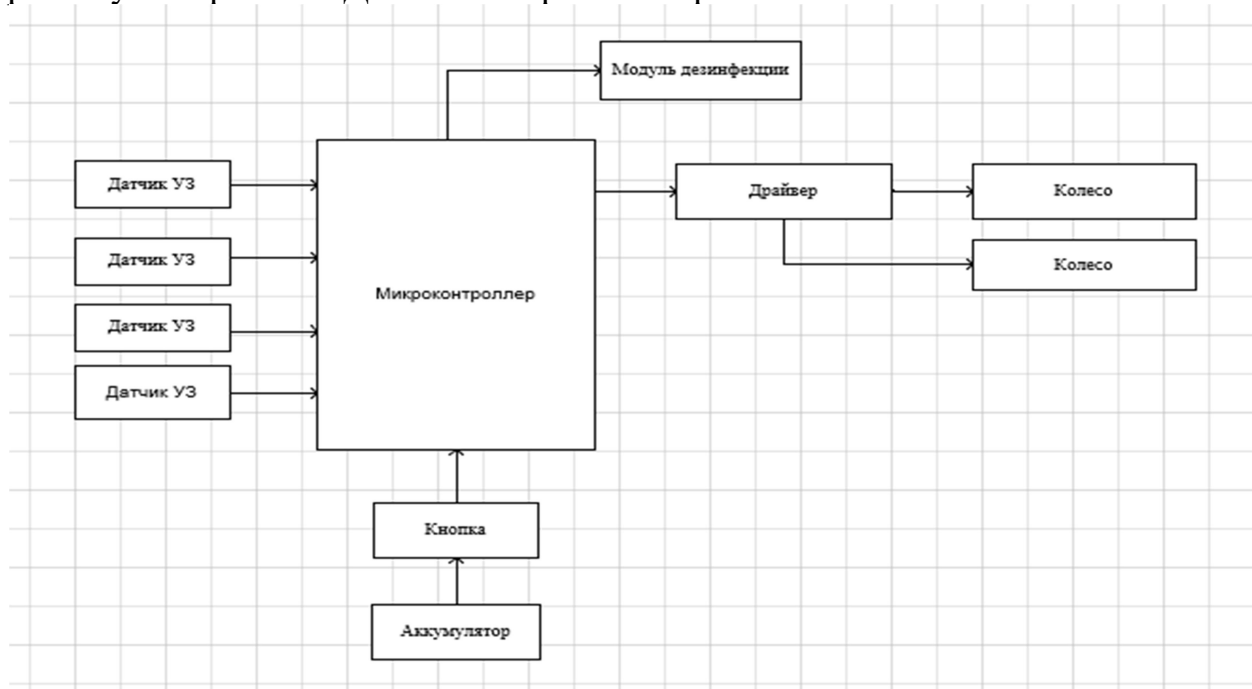 Модуль дезинфекции
Датчик УЗ
Драйвер
Колесо
Датчик УЗ
Колесо
Микроконтроллер
Датчик УЗ
Датчик УЗ
Кнопка
Аккумулятор